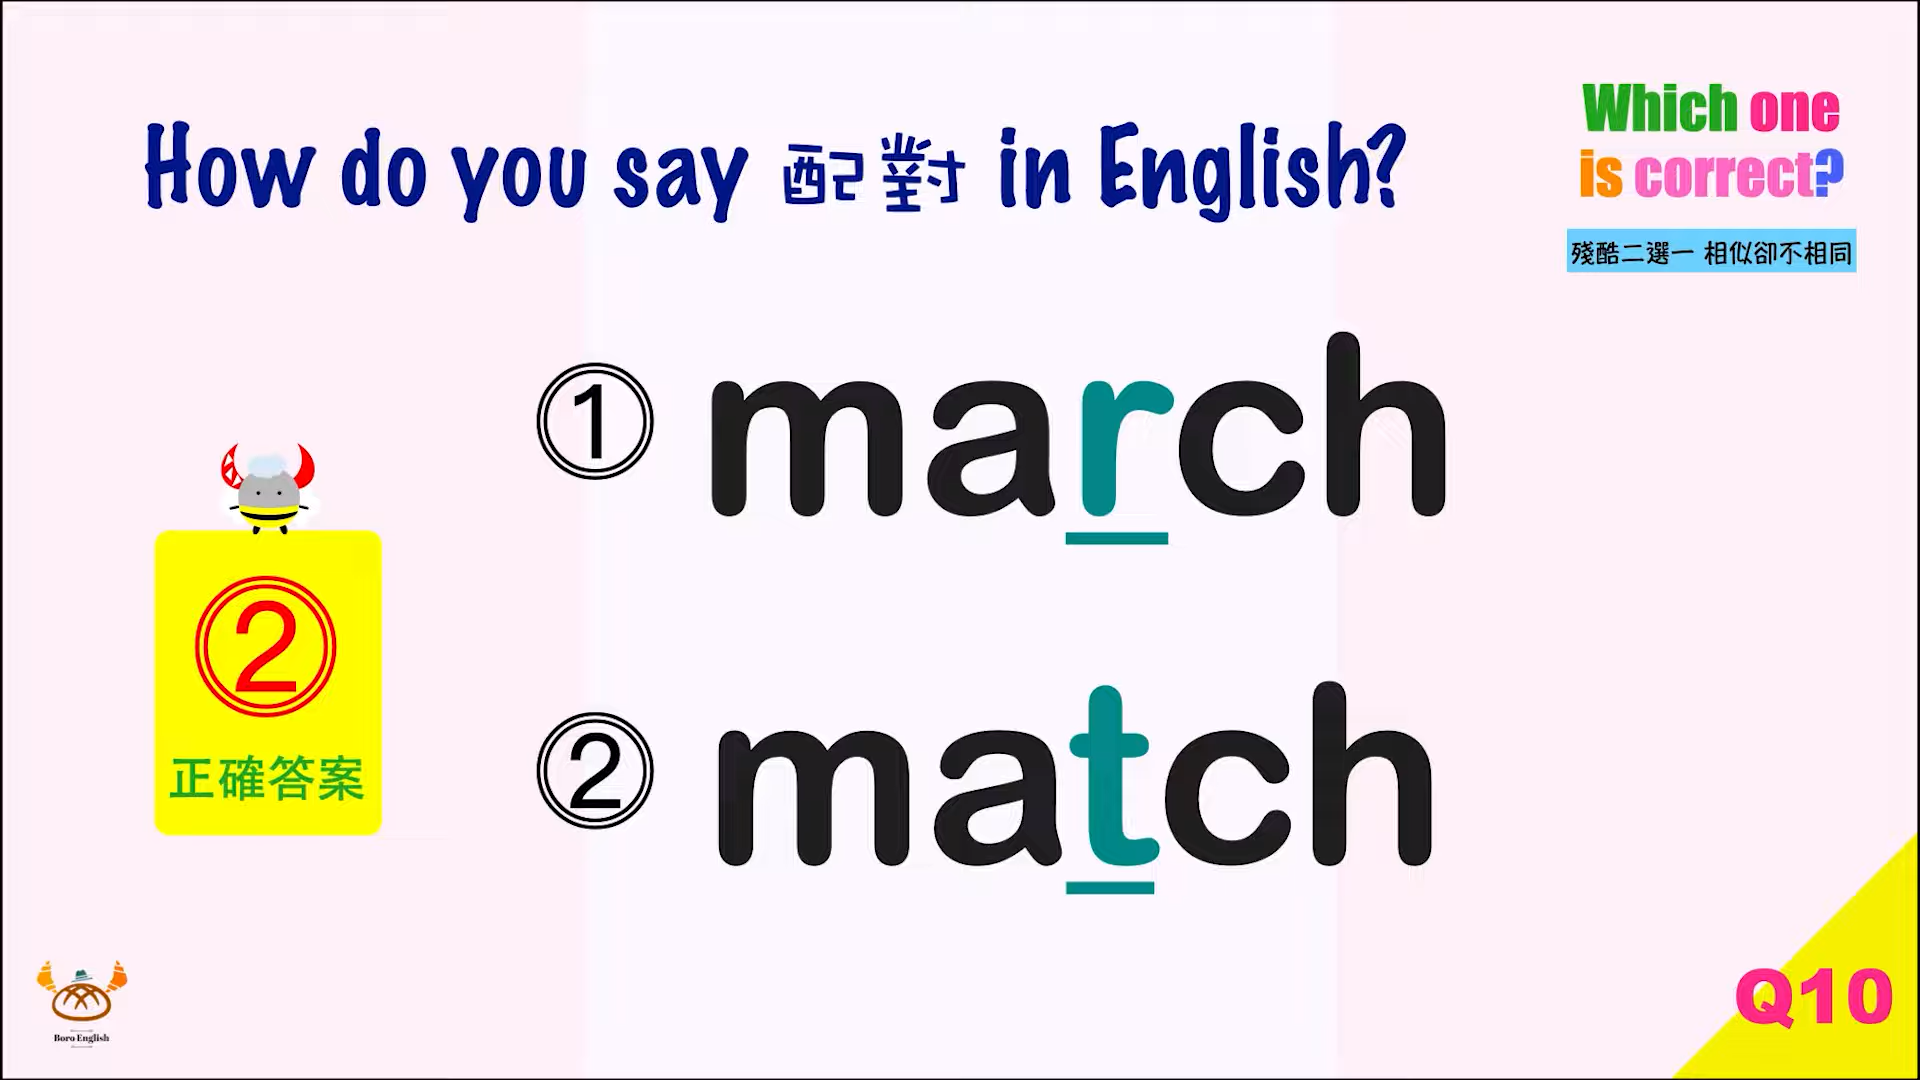 How do you say 配對 in English?
Which one
is correct?
殘酷二選一 相似卻不相同
① march
② match
②
正確答案
Boro English
Q10